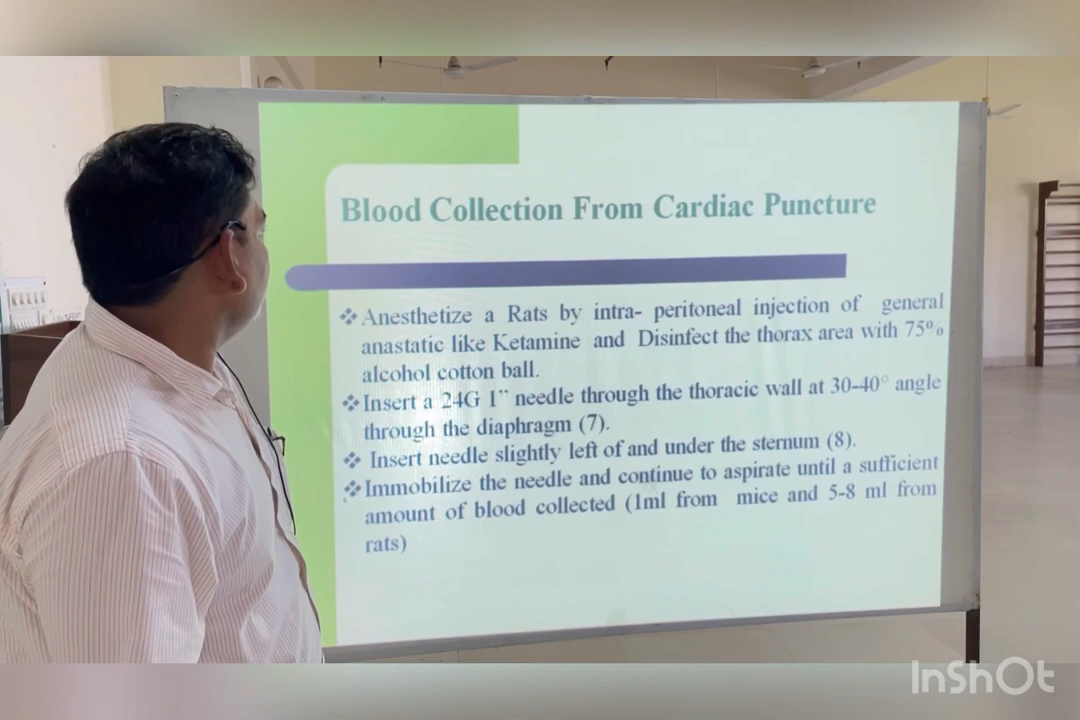 Blood Collection From Cardiac Puncture
❖Anesthetize a Rats by intra- peritoneal injection of general
anastatic like Ketamine and Disinfect the thorax area with 75%
alcohol cotton ball.
❖Insert a 24G 1" needle through the thoracic wall at 30-40° angle
through the diaphragm (7).
❖ Insert needle slightly left of and under the sternum (8).
❖Immobilize the needle and continue to aspirate until a sufficient
amount of blood collected (1ml from mice and 5-8 ml from
rats)
InShOt